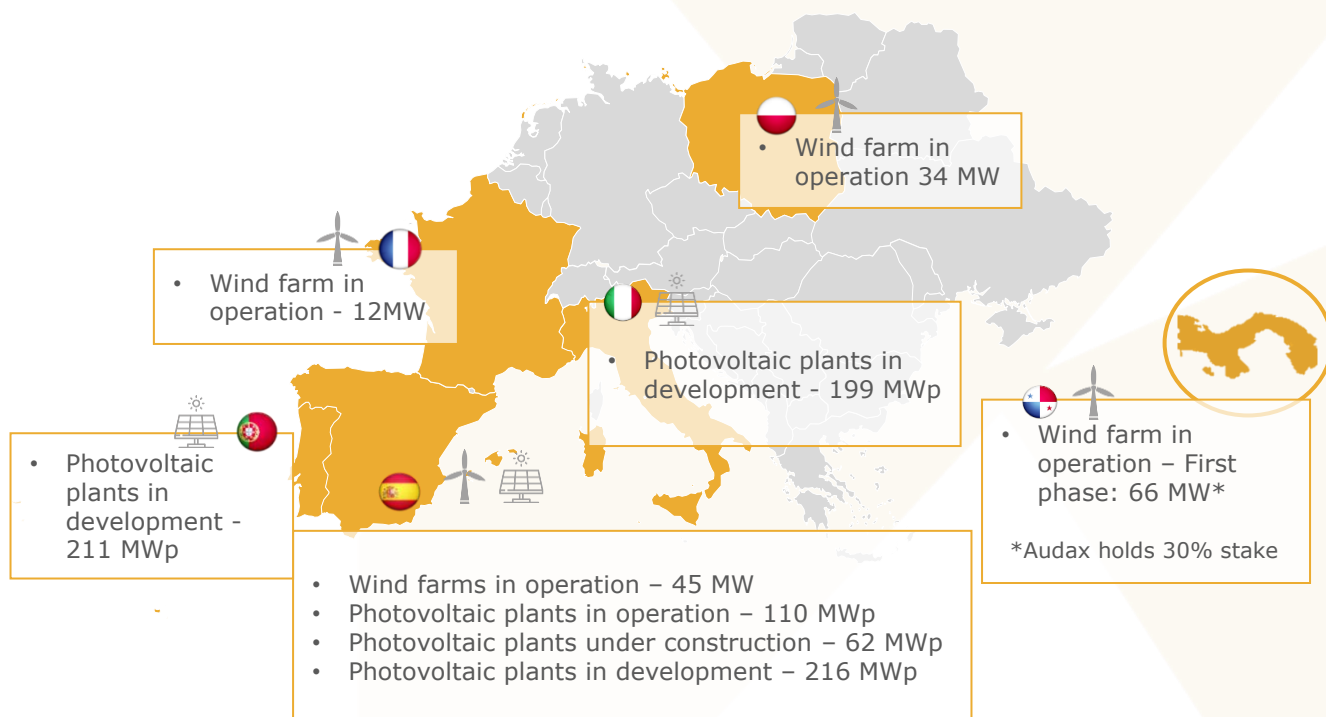 • Wind farm in
operation 34 MW
• Wind farm in
operation - 12MW
• Photovoltaic plants in
development - 199 MWp
• Photovoltaic
plants in
development -
211 MWp
• Wind farm in
operation – First
phase: 66 MW*
*Audax holds 30% stake
• Wind farms in operation – 45 MW
• Photovoltaic plants in operation – 110 MWp
• Photovoltaic plants under construction – 62 MWp
• Photovoltaic plants in development – 216 MWp